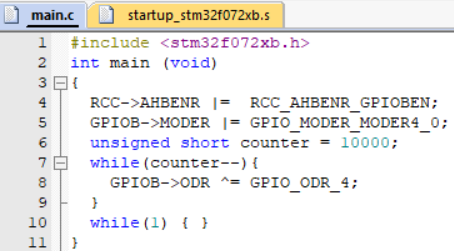 main.c startup_stm32f072xb.s
1 #include <stm32f072xb.h>
2 int main (void)
3 {
4 RCC->AHBENR |=  RCC_AHBENR_GPIOBEN;
5 GPIOB->MODER |= GPIO_MODER_MODER4_0;
6 unsigned short counter = 10000;
7 while(counter--){
8 GPIOB->ODR ^= GPIO_ODR_4;
9 }
10 while(1) { }
11 }